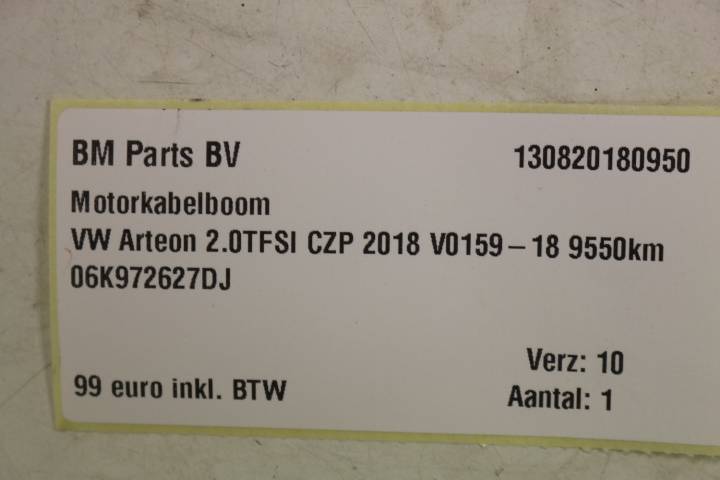 BM Parts BV 130820180950
Motorkabelboom
VW Arteon 2.0TFSI CZP 2018 V0159-18 9550km
06K972627DJ
Verz: 10
99 euro inkl. BTW Aantal: 1